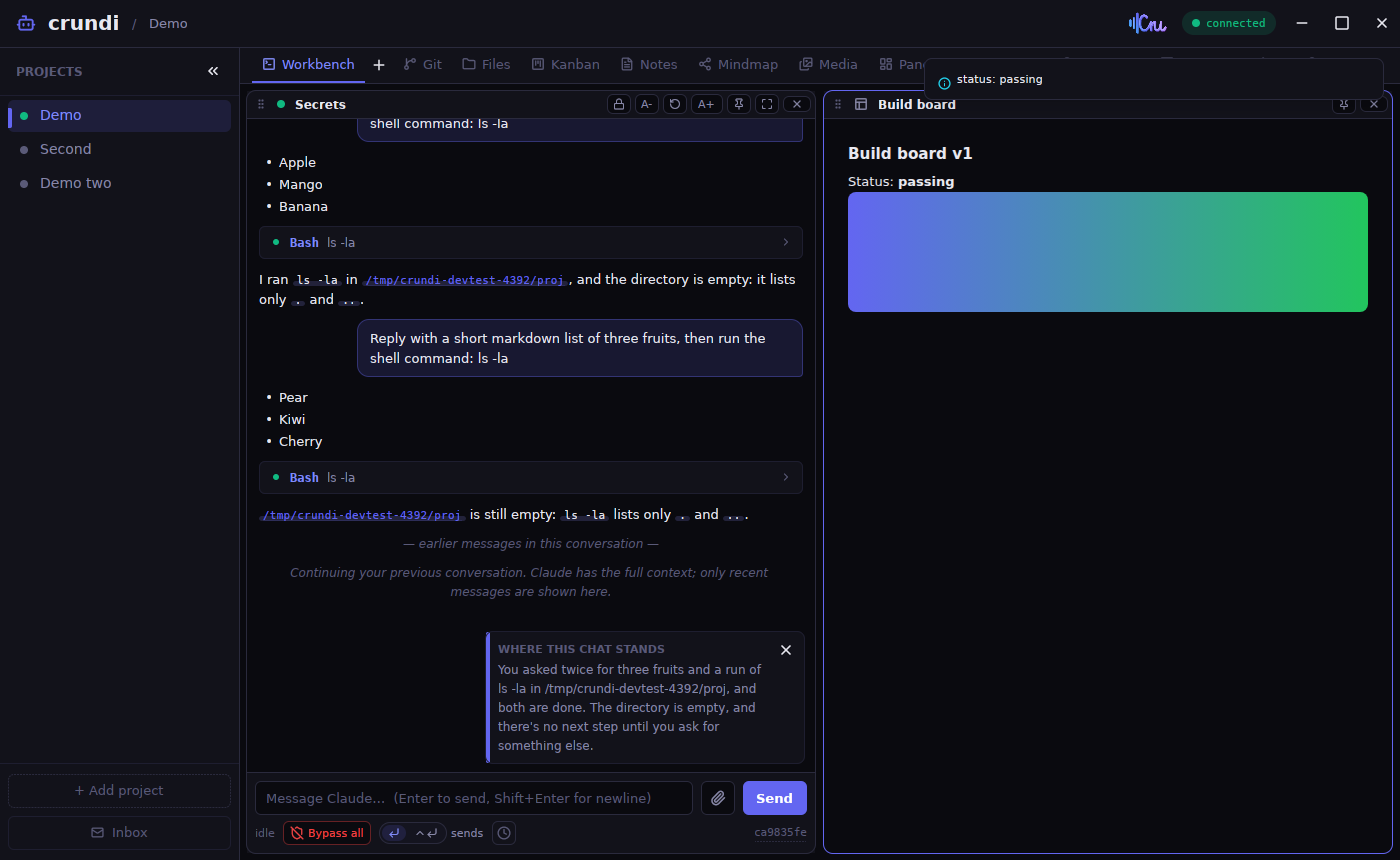 crundi / Demo
Cru
connected
PROJECTS
Demo
Second
Demo two
+ Add project
Inbox
Workbench
Git
Files
Kanban
Notes
Mindmap
Media
status: passing
Secrets
A-
A+
shell command: ls -la
• Apple
• Mango
• Banana
Bash ls -la
I ran ls -la in /tmp/crundi-devtest-4392/proj, and the directory is empty: it lists
only . and ...
Reply with a short markdown list of three fruits, then run the
shell command: ls -la
• Pear
• Kiwi
• Cherry
Bash ls -la
/tmp/crundi-devtest-4392/proj is still empty: ls -la lists only . and ...
— earlier messages in this conversation —
Continuing your previous conversation. Claude has the full context; only recent
messages are shown here.
WHERE THIS CHAT STANDS
You asked twice for three fruits and a run of
ls -la in /tmp/crundi-devtest-4392/proj, and
both are done. The directory is empty, and
there's no next step until you ask for
something else.
Message Claude… (Enter to send, Shift+Enter for newline)
Send
idle
Bypass all
sends
ca9835fe
Build board
Build board v1
Status: passing